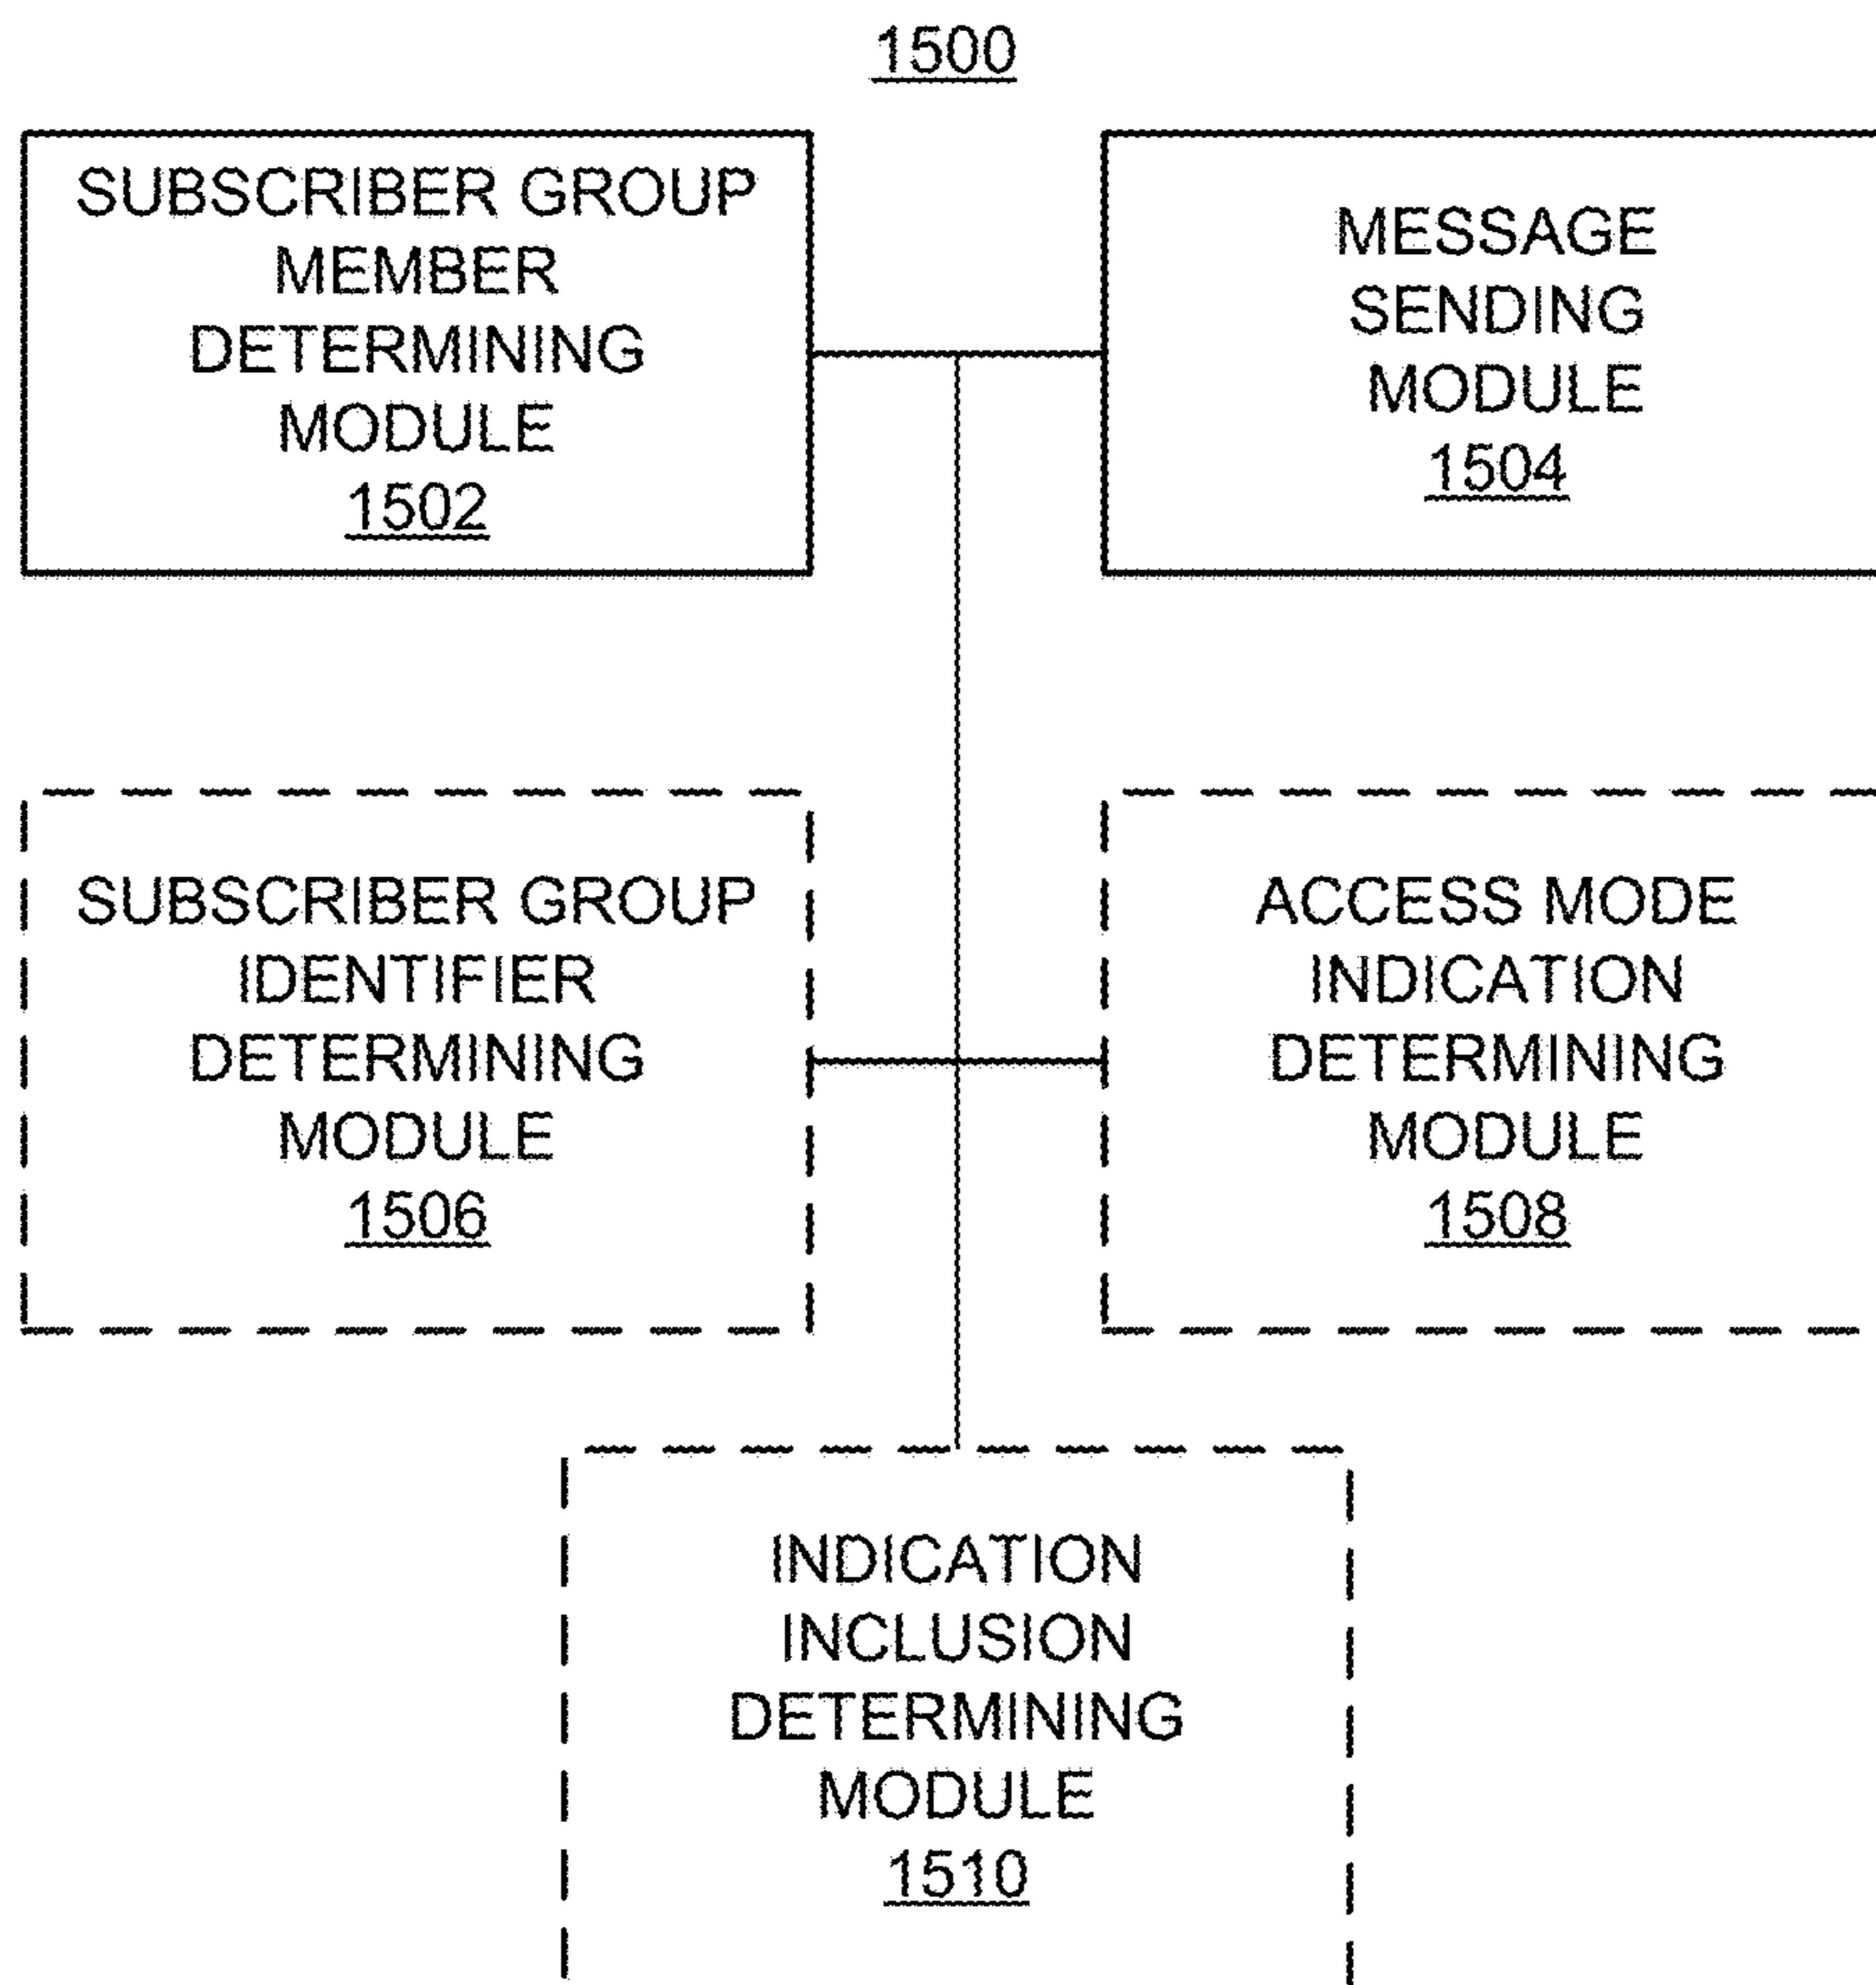 1500
SUBSCRIBER GROUP
MEMBER
DETERMINING
MODULE
1502
MESSAGE
SENDING
MODULE
1504
SUBSCRIBER GROUP
IDENTIFIER
DETERMINING
MODULE
1506
ACCESS MODE
INDICATION
DETERMINING
MODULE
1508
INDICATION
INCLUSION
DETERMINING
MODULE
1510